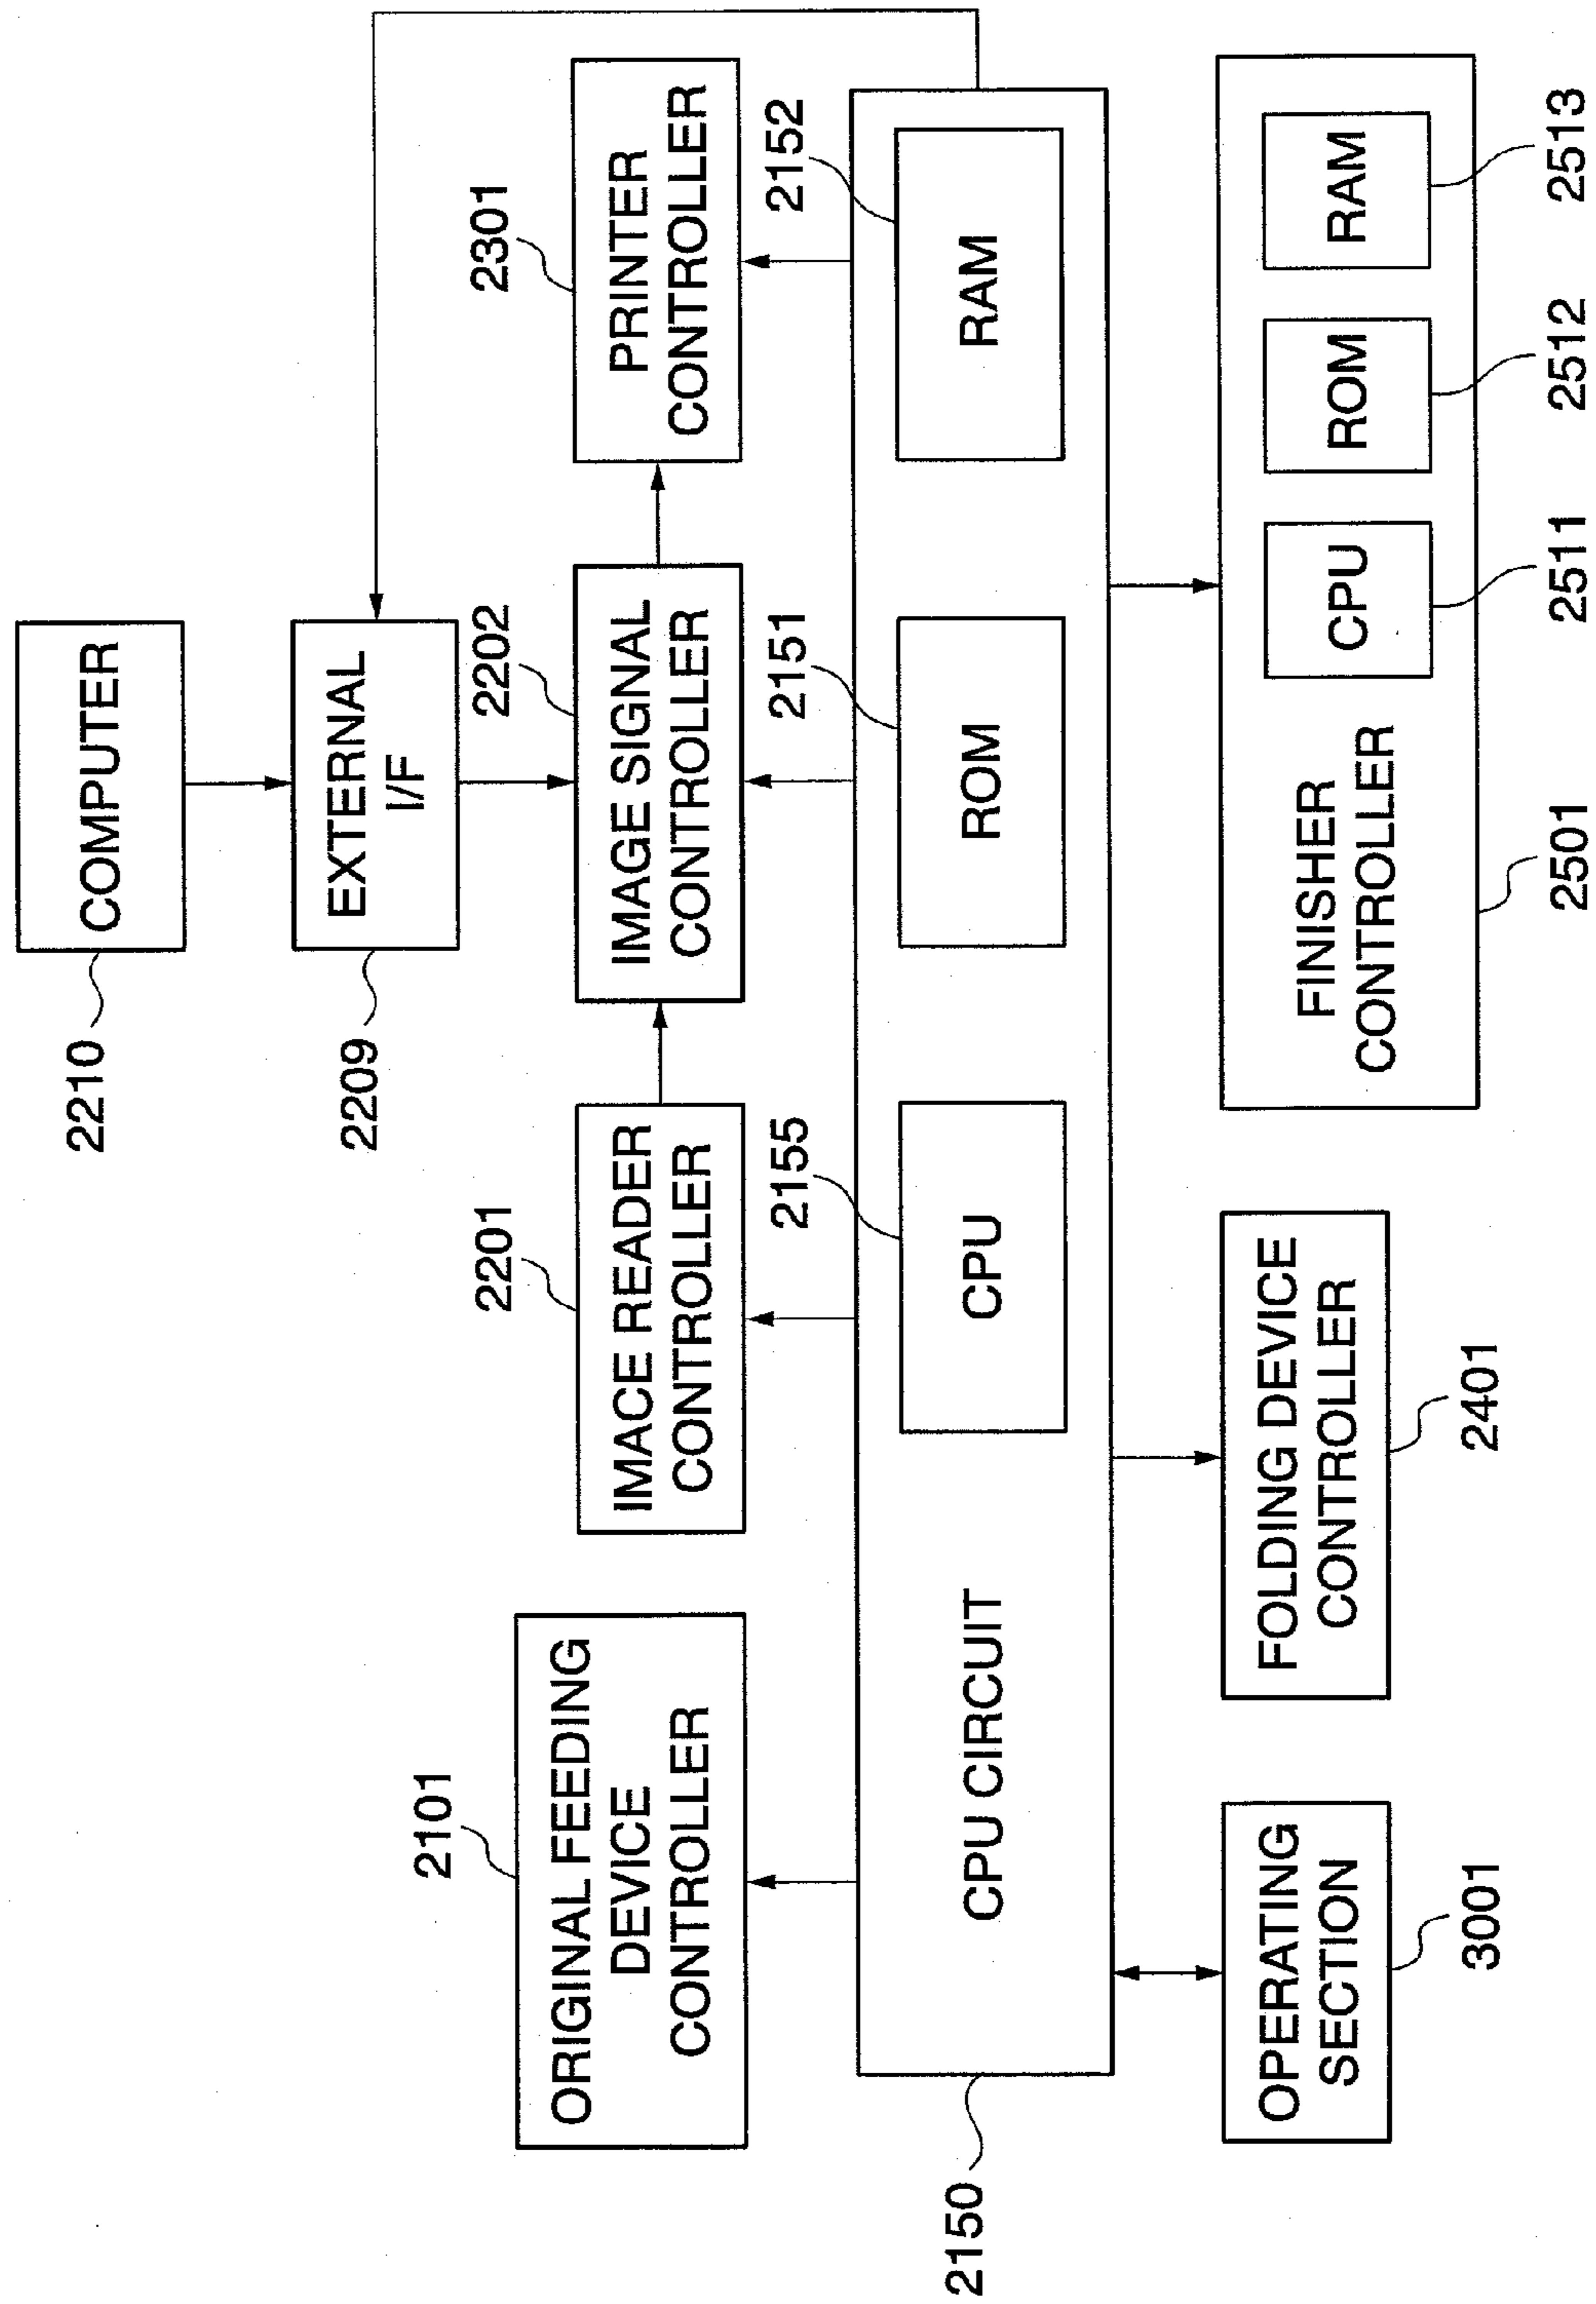 2210
COMPUTER
2209
EXTERNAL
I/F
2101
ORIGINAL FEEDING
DEVICE
CONTROLLER
2201
IMACE READER
CONTROLLER
2202
IMAGE SIGNAL
CONTROLLER
2301
PRINTER
CONTROLLER
2150
CPU CIRCUIT
2155
CPU
2151
ROM
2152
RAM
OPERATING
SECTION
3001
FOLDING DEVICE
CONTROLLER
2401
FINISHER
CONTROLLER
2501
CPU
2511
ROM
2512
RAM
2513